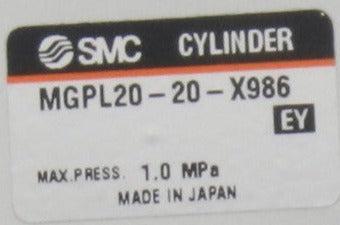 SMC CYLINDER
MGPL20-20-X986
EY
MAX.PRESS. 1.0 MPa
MADE IN JAPAN